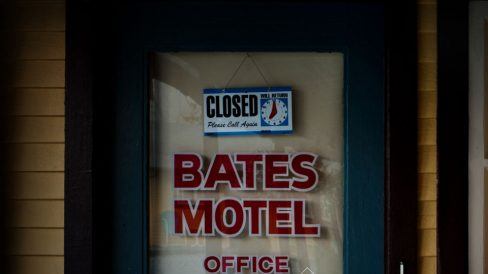 CLOSED
WILL RETURN
Please Call Again
BATES
MOTEL
OFFICE